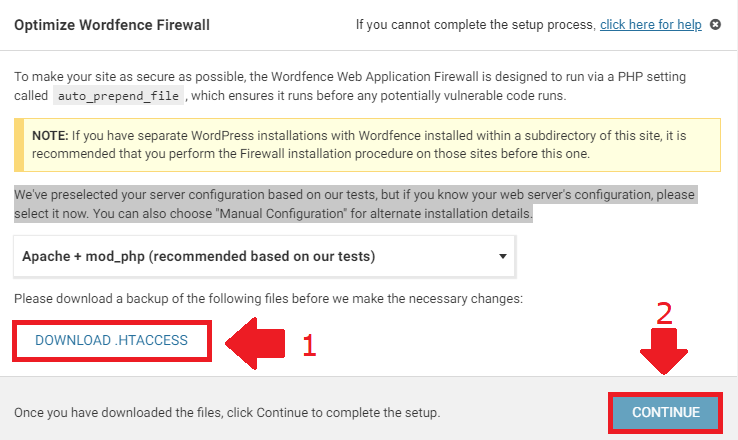 Optimize Wordfence Firewall
If you cannot complete the setup process, click here for help
To make your site as secure as possible, the Wordfence Web Application Firewall is designed to run via a PHP setting
called auto_prepend_file, which ensures it runs before any potentially vulnerable code runs.
NOTE: If you have separate WordPress installations with Wordfence installed within a subdirectory of this site, it is
recommended that you perform the Firewall installation procedure on those sites before this one.
We've preselected your server configuration based on our tests, but if you know your web server's configuration, please
select it now. You can also choose "Manual Configuration" for alternate installation details.
Apache + mod_php (recommended based on our tests)
Please download a backup of the following files before we make the necessary changes:
DOWNLOAD .HTACCESS
1
2
Once you have downloaded the files, click Continue to complete the setup.
CONTINUE